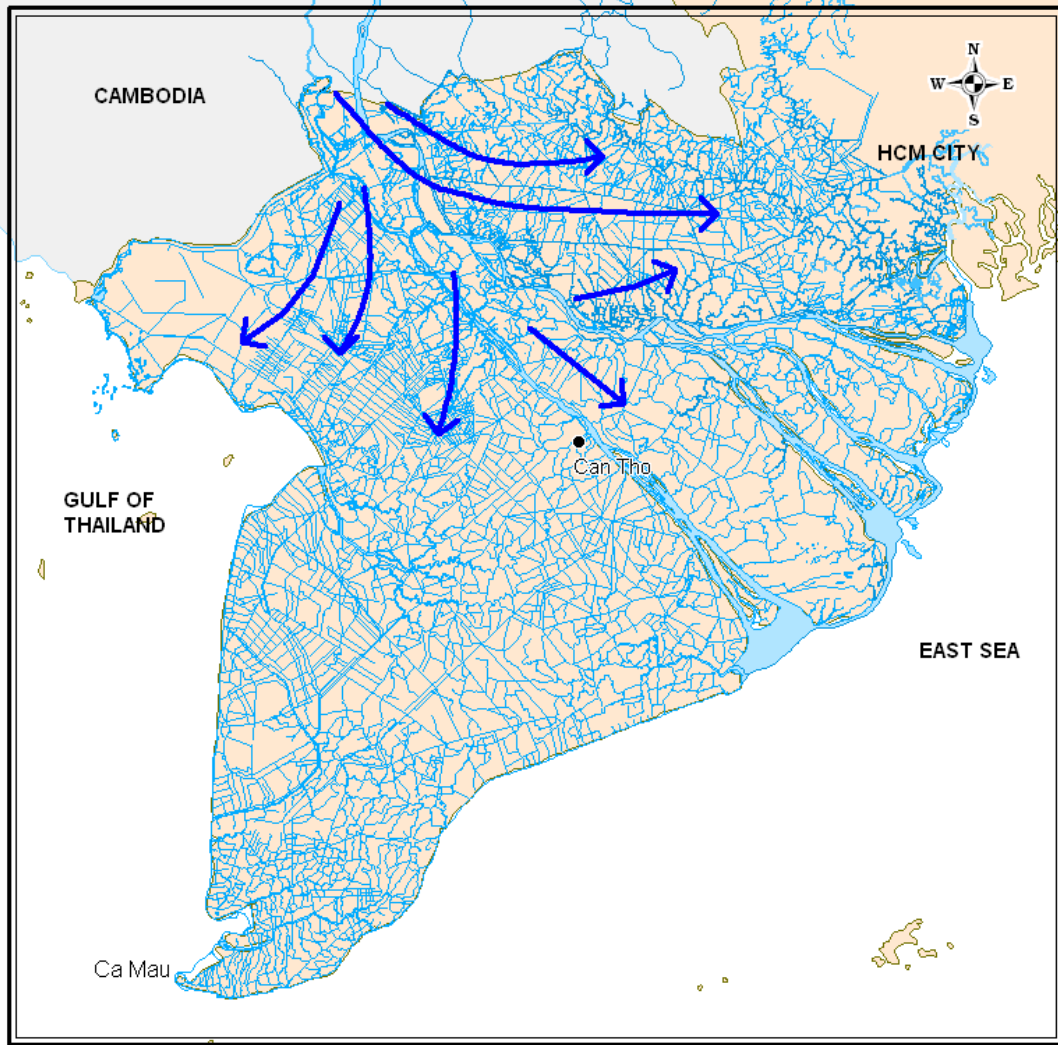 N
CAMBODIA
W E
S
HCM CITY
Can Tho
GULF OF
THAILAND
EAST SEA
Ca Mau